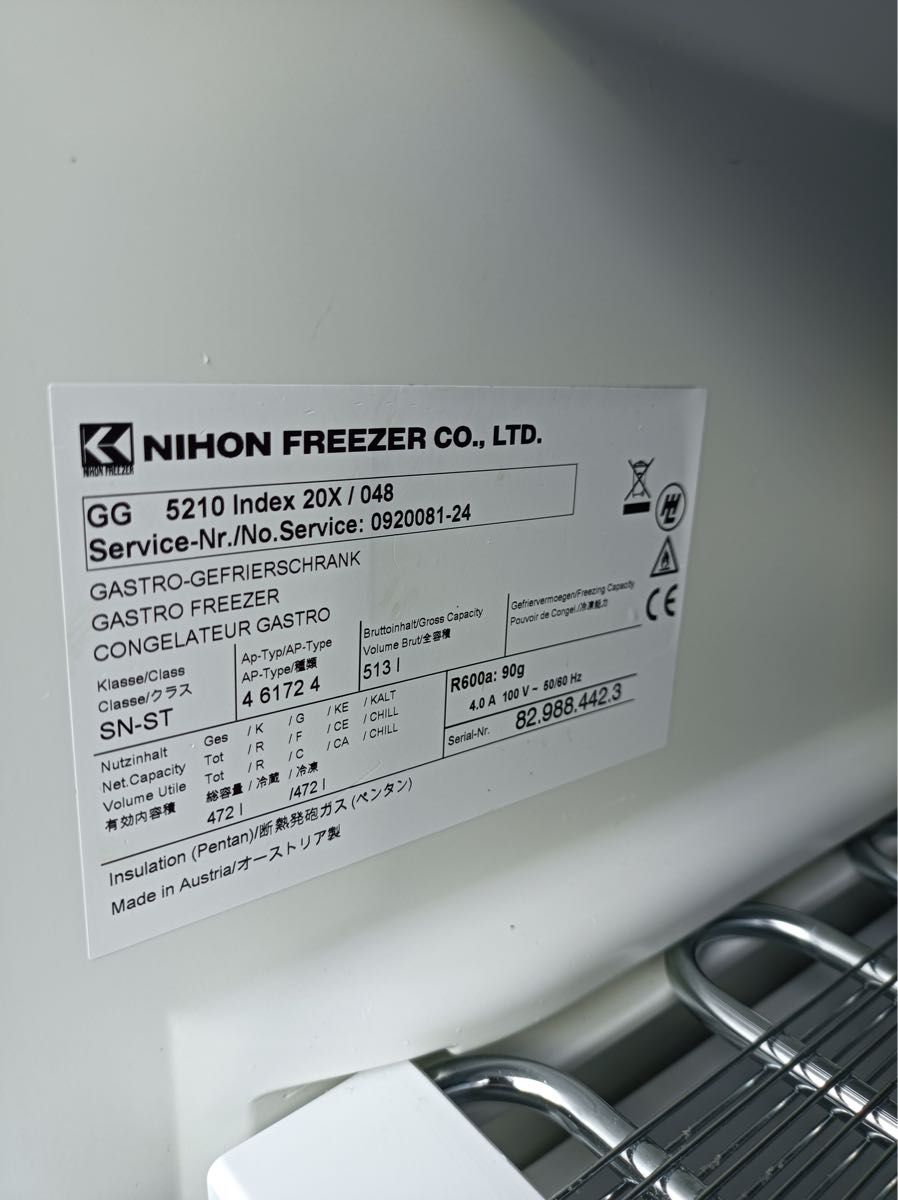 NIHON FREEZER
NIHON FREEZER CO., LTD.
GG 5210 Index 20X / 048
Service-Nr./No.Service: 0920081-24
GASTRO-GEFRIERSCHRANK
GASTRO FREEZER
CONGELATEUR GASTRO
Klasse/Class
Classe/クラス
SN-ST
Ap-Typ/AP-Type
AP-Type/種類
4 6172 4
Bruttoinhalt/Gross Capacity
Volume Brut/全容積
513 l
Gefriervermoegen/Freezing Capacity
Pouvoir de Congel./冷凍能力
Nutzinhalt Ges / K / G / KE / KALT
Net.Capacity Tot / R / F / CE / CHILL
Volume Utile Tot / R / C / CA / CHILL
有効内容積 総容量 / 冷蔵 / 冷凍
472 l /472 l
R600a: 90g
4.0 A 100 V ~ 50/60 Hz
Serial-Nr. 82.988.442.3
Insulation (Pentan)/断熱発砲ガス (ペンタン)
Made in Austria/オーストリア製
CE